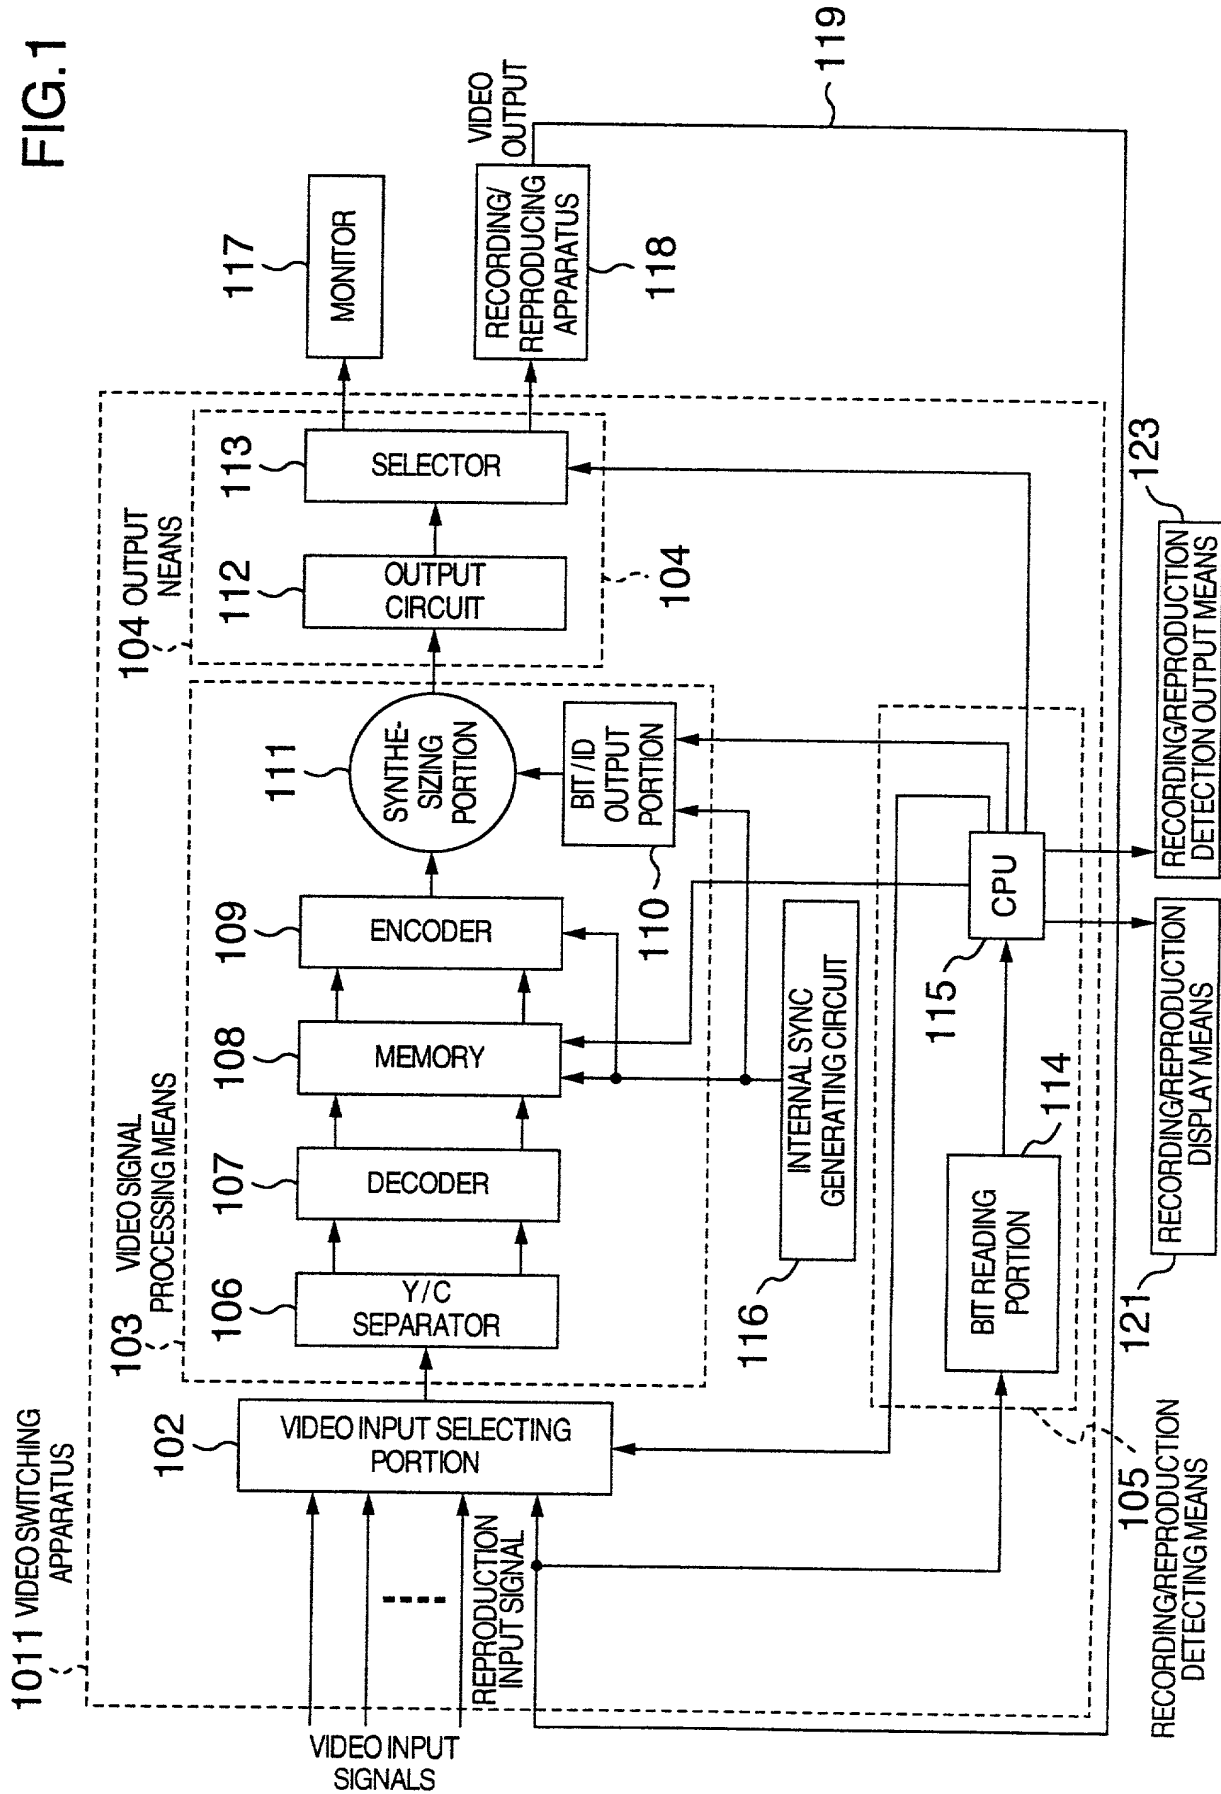 FIG.1
1011 VIDEO SWITCHING
APPARATUS
103
VIDEO SIGNAL
PROCESSING MEANS
104 OUTPUT
NEANS
102
VIDEO INPUT SELECTING
PORTION
106
Y/C
SEPARATOR
107
DECODER
108
MEMORY
109
ENCODER
111
SYNTHE-
SIZING
PORTION
112
OUTPUT
CIRCUIT
113
SELECTOR
117
MONITOR
VIDEO
OUTPUT
RECORDING/
REPRODUCING
APPARATUS
118
119
104
BIT/ID
OUTPUT
PORTION
110
VIDEO INPUT
SIGNALS
REPRODUCTION
INPUT SIGNAL
116
INTERNAL SYNC
GENERATING CIRCUIT
115
CPU
114
BIT READING
PORTION
105
RECORDING/REPRODUCTION
DETECTING MEANS
121
RECORDING/REPRODUCTION
DISPLAY MEANS
123
RECORDING/REPRODUCTION
DETECTION OUTPUT MEANS